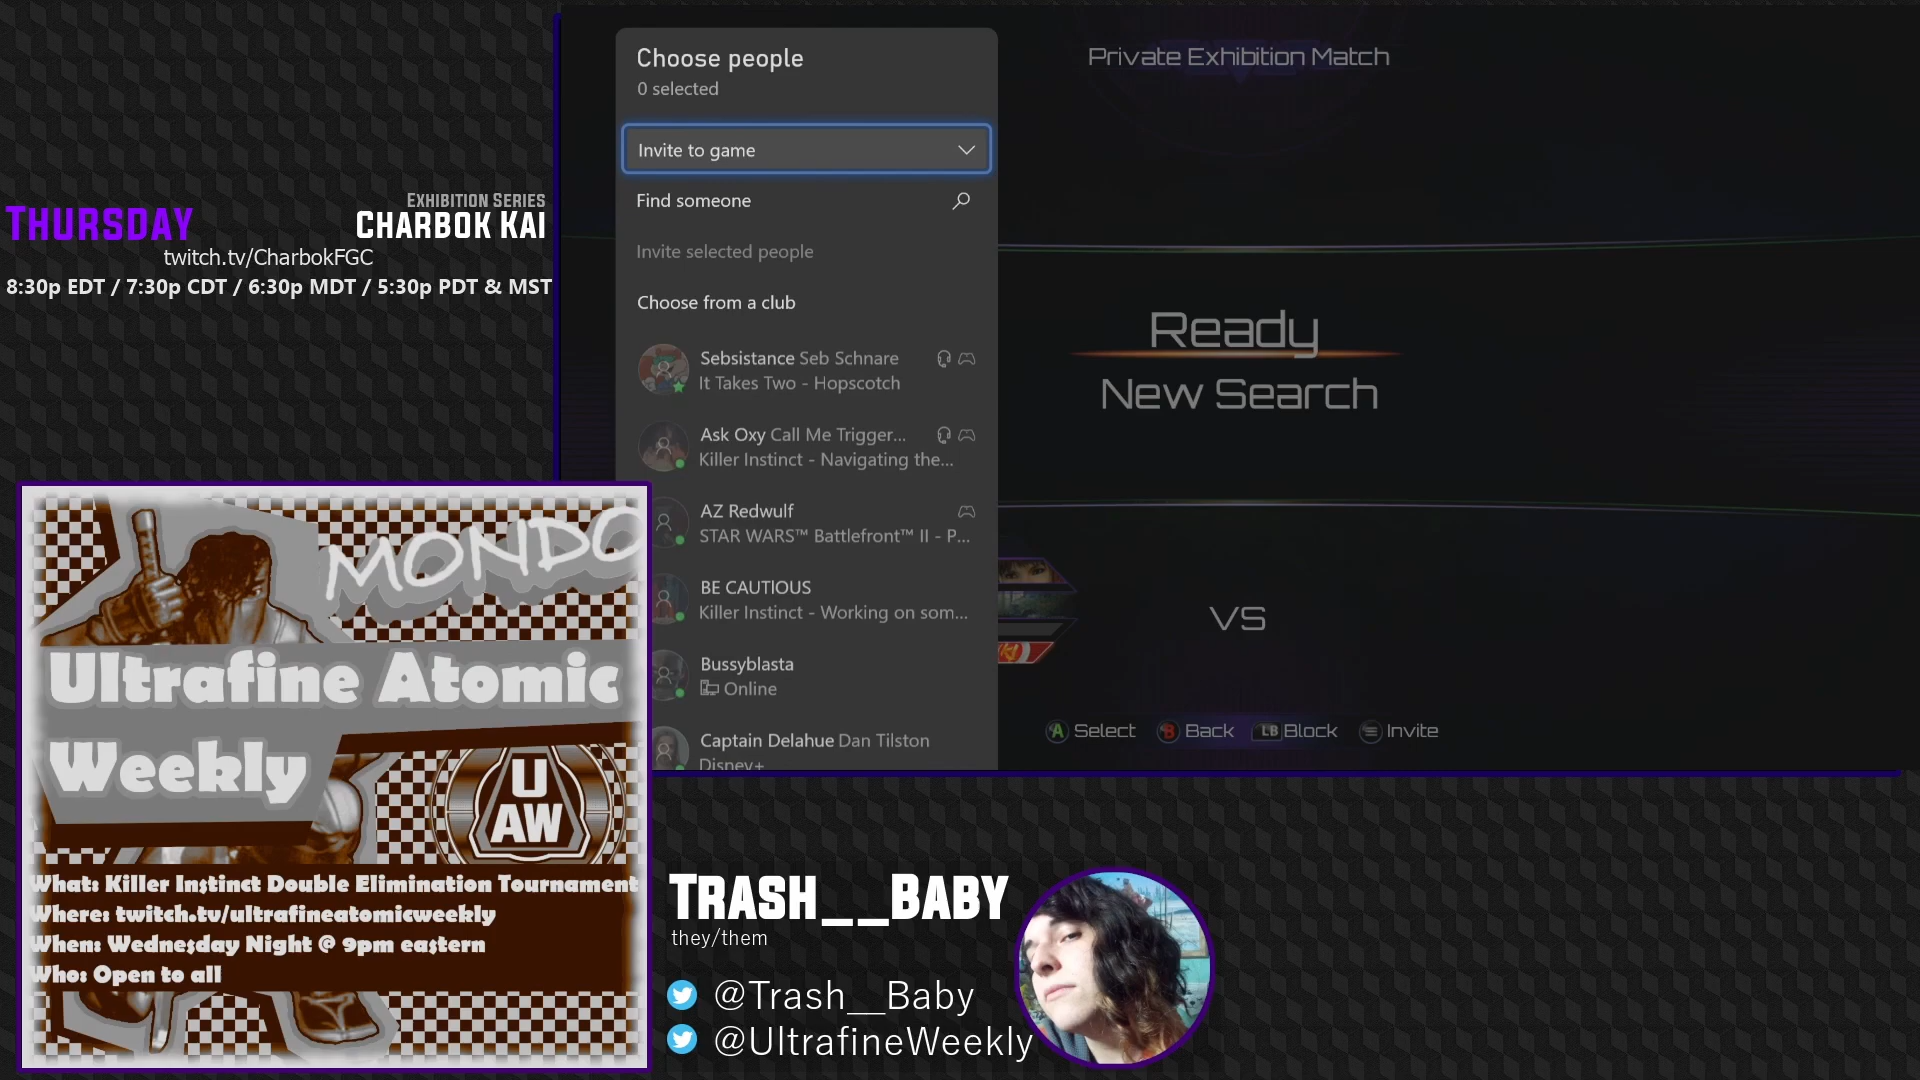 Choose people
0 selected
Invite to game
Find someone
Invite selected people
Choose from a club
Sebsistance Seb Schnare
It Takes Two - Hopscotch
Ask Oxy Call Me Trigger...
Killer Instinct - Navigating the...
AZ Redwulf
STAR WARS™ Battlefront™ II - P...
BE CAUTIOUS
Killer Instinct - Working on som...
Bussyblasta
Online
Captain Delahue Dan Tilston
Disney+
Private Exhibition Match
Ready
New Search
VS
A Select B Back LB Block Invite
Exhibition Series
Thursday Charbok Kai
twitch.tv/CharbokFGC
8:30p EDT / 7:30p CDT / 6:30p MDT / 5:30p PDT & MST
MONDO
Ultrafine Atomic
Weekly
U
AW
What: Killer Instinct Double Elimination Tournament
Where: twitch.tv/ultrafineatomicweekly
When: Wednesday Night @ 9pm eastern
Who: Open to all
Trash__Baby
they/them
@Trash__Baby
@UltrafineWeekly